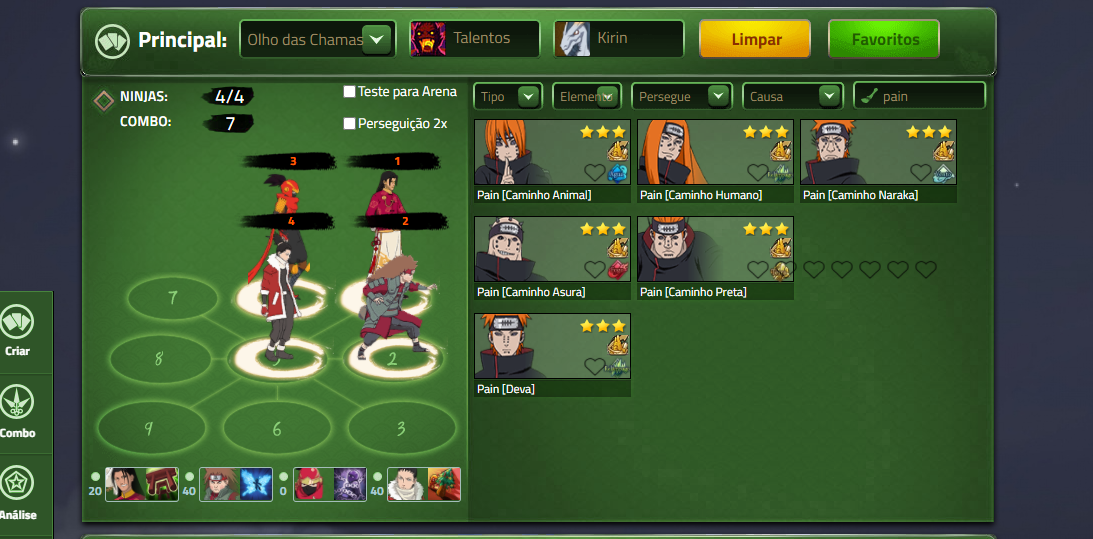 Principal:
Olho das Chamas
Talentos
Kirin
Limpar
Favoritos
NINJAS:
4/4
Teste para Arena
COMBO:
7
Perseguição 2x
Tipo
Elemento
Persegue
Causa
pain
3
1
4
2
7
8
2
9
6
3
Pain [Caminho Animal]
Pain [Caminho Humano]
Pain [Caminho Naraka]
Pain [Caminho Asura]
Pain [Caminho Preta]
Pain [Deva]
Criar
Combo
Análise
20
40
0
40